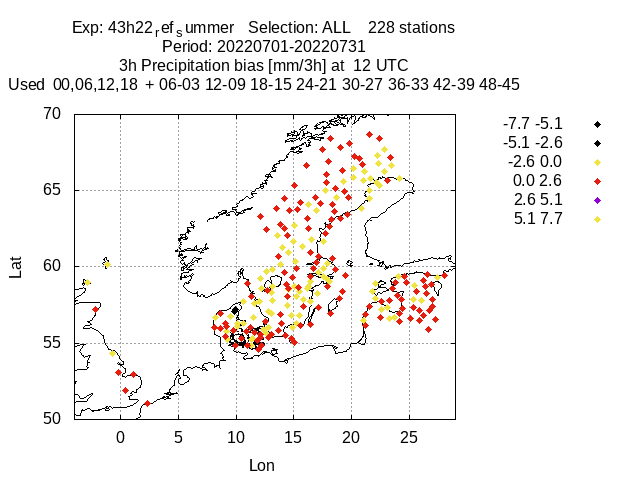 Exp: 43h22ref summer   Selection: ALL    228 stations
Period: 20220701-20220731
3h Precipitation bias [mm/3h] at  12 UTC
Used  00,06,12,18  + 06-03 12-09 18-15 24-21 30-27 36-33 42-39 48-45
70
65
60
55
50
Lat
0 5 10 15 20 25
Lon
-7.7 -5.1
-5.1 -2.6
-2.6 0.0
0.0 2.6
2.6 5.1
5.1 7.7